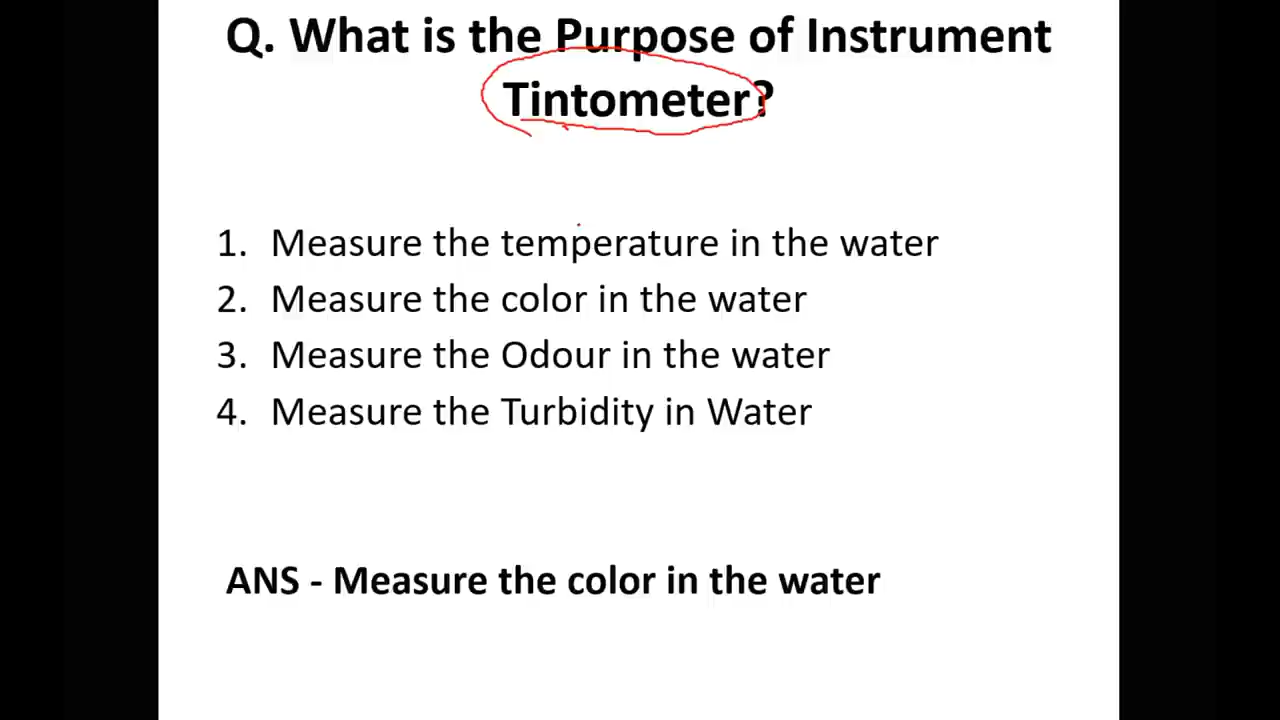 Q. What is the Purpose of Instrument
Tintometer?
1. Measure the temperature in the water
2. Measure the color in the water
3. Measure the Odour in the water
4. Measure the Turbidity in Water
ANS - Measure the color in the water